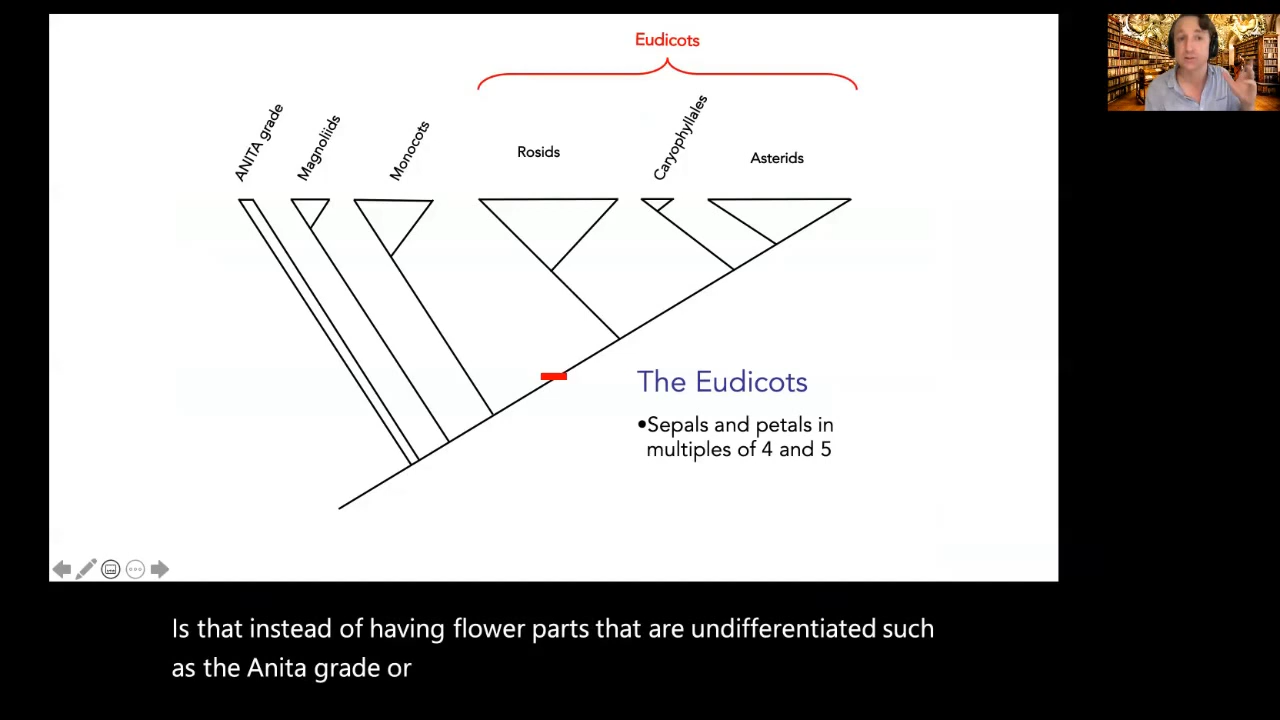 Eudicots
ANITA grade
Magnoliids
Monocots
Rosids
Caryophyllales
Asterids
The Eudicots
•Sepals and petals in
multiples of 4 and 5
Is that instead of having flower parts that are undifferentiated such
as the Anita grade or